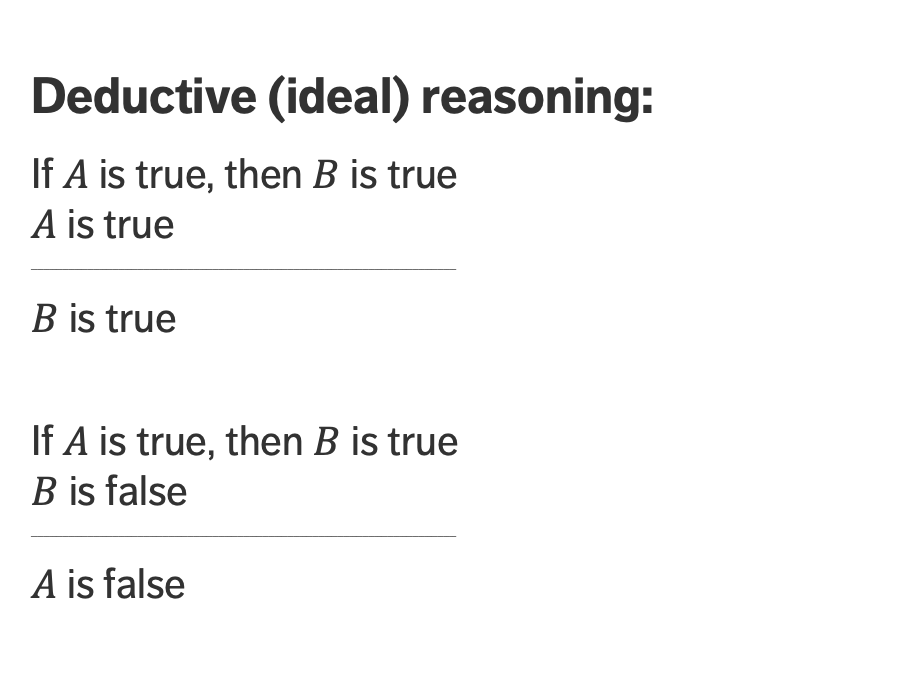 Deductive (ideal) reasoning:
If A is true, then B is true
A is true
B is true
If A is true, then B is true
B is false
A is false